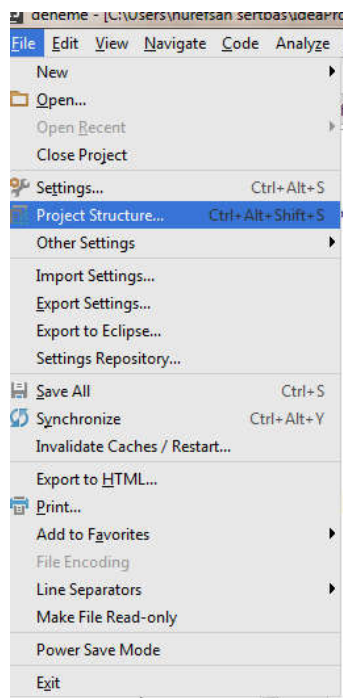 deneme - [C:\Users\nurefsan sertbas\IdeaPro
File Edit View Navigate Code Analyze
New
Open...
Open Recent
Close Project
Settings... Ctrl+Alt+S
Project Structure... Ctrl+Alt+Shift+S
Other Settings
Import Settings...
Export Settings...
Export to Eclipse...
Settings Repository...
Save All Ctrl+S
Synchronize Ctrl+Alt+Y
Invalidate Caches / Restart...
Export to HTML...
Print...
Add to Favorites
File Encoding
Line Separators
Make File Read-only
Power Save Mode
Exit